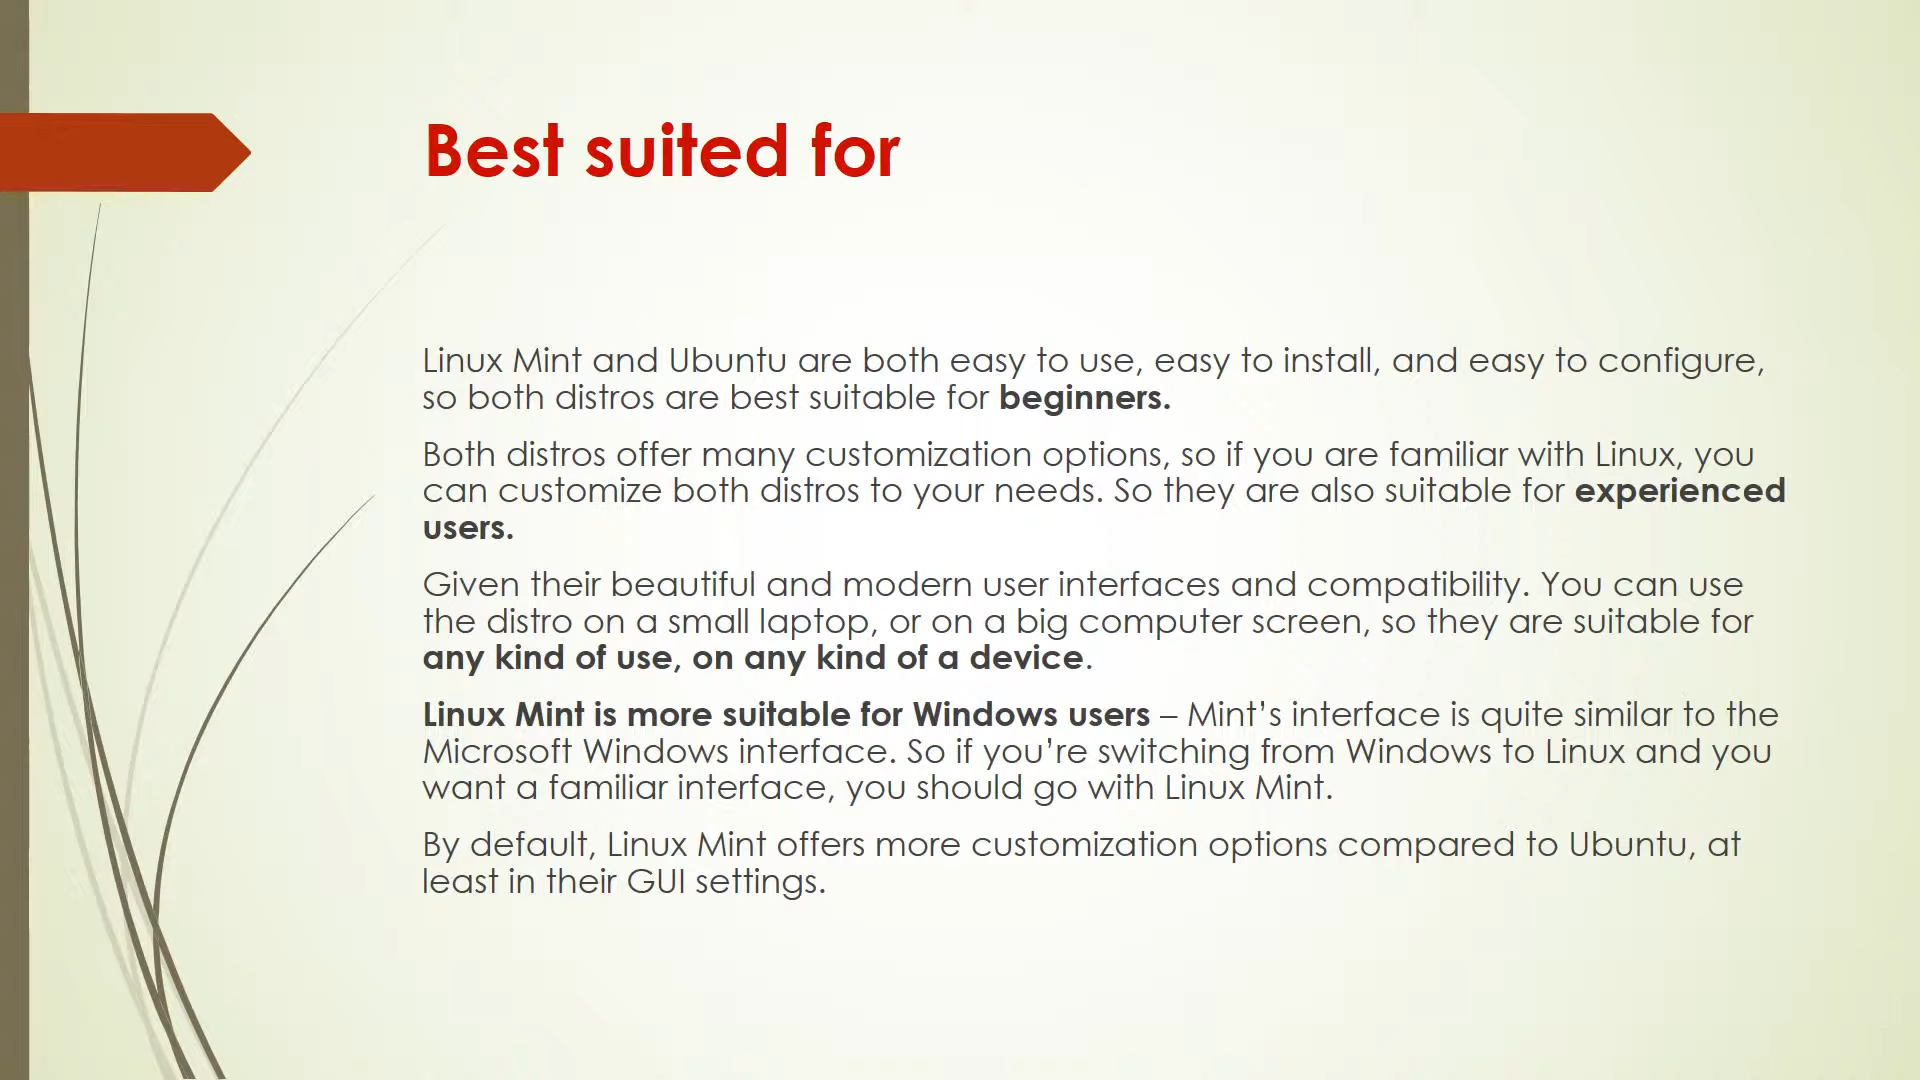 Best suited for
Linux Mint and Ubuntu are both easy to use, easy to install, and easy to configure,
so both distros are best suitable for beginners.
Both distros offer many customization options, so if you are familiar with Linux, you
can customize both distros to your needs. So they are also suitable for experienced
users.
Given their beautiful and modern user interfaces and compatibility. You can use
the distro on a small laptop, or on a big computer screen, so they are suitable for
any kind of use, on any kind of a device.
Linux Mint is more suitable for Windows users – Mint’s interface is quite similar to the
Microsoft Windows interface. So if you’re switching from Windows to Linux and you
want a familiar interface, you should go with Linux Mint.
By default, Linux Mint offers more customization options compared to Ubuntu, at
least in their GUI settings.